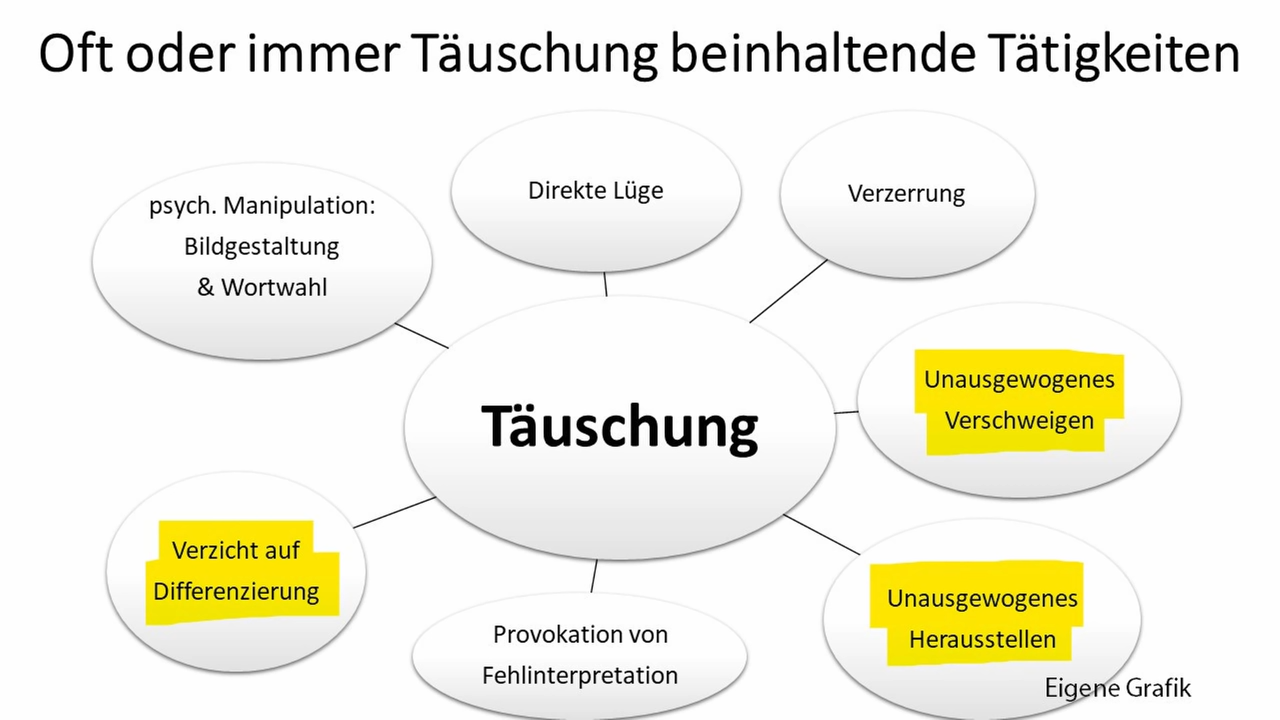 Oft oder immer Täuschung beinhaltende Tätigkeiten
psych. Manipulation:
Bildgestaltung
& Wortwahl
Direkte Lüge
Verzerrung
Täuschung
Unausgewogenes
Verschweigen
Verzicht auf
Differenzierung
Provokation von
Fehlinterpretation
Unausgewogenes
Herausstellen
Eigene Grafik